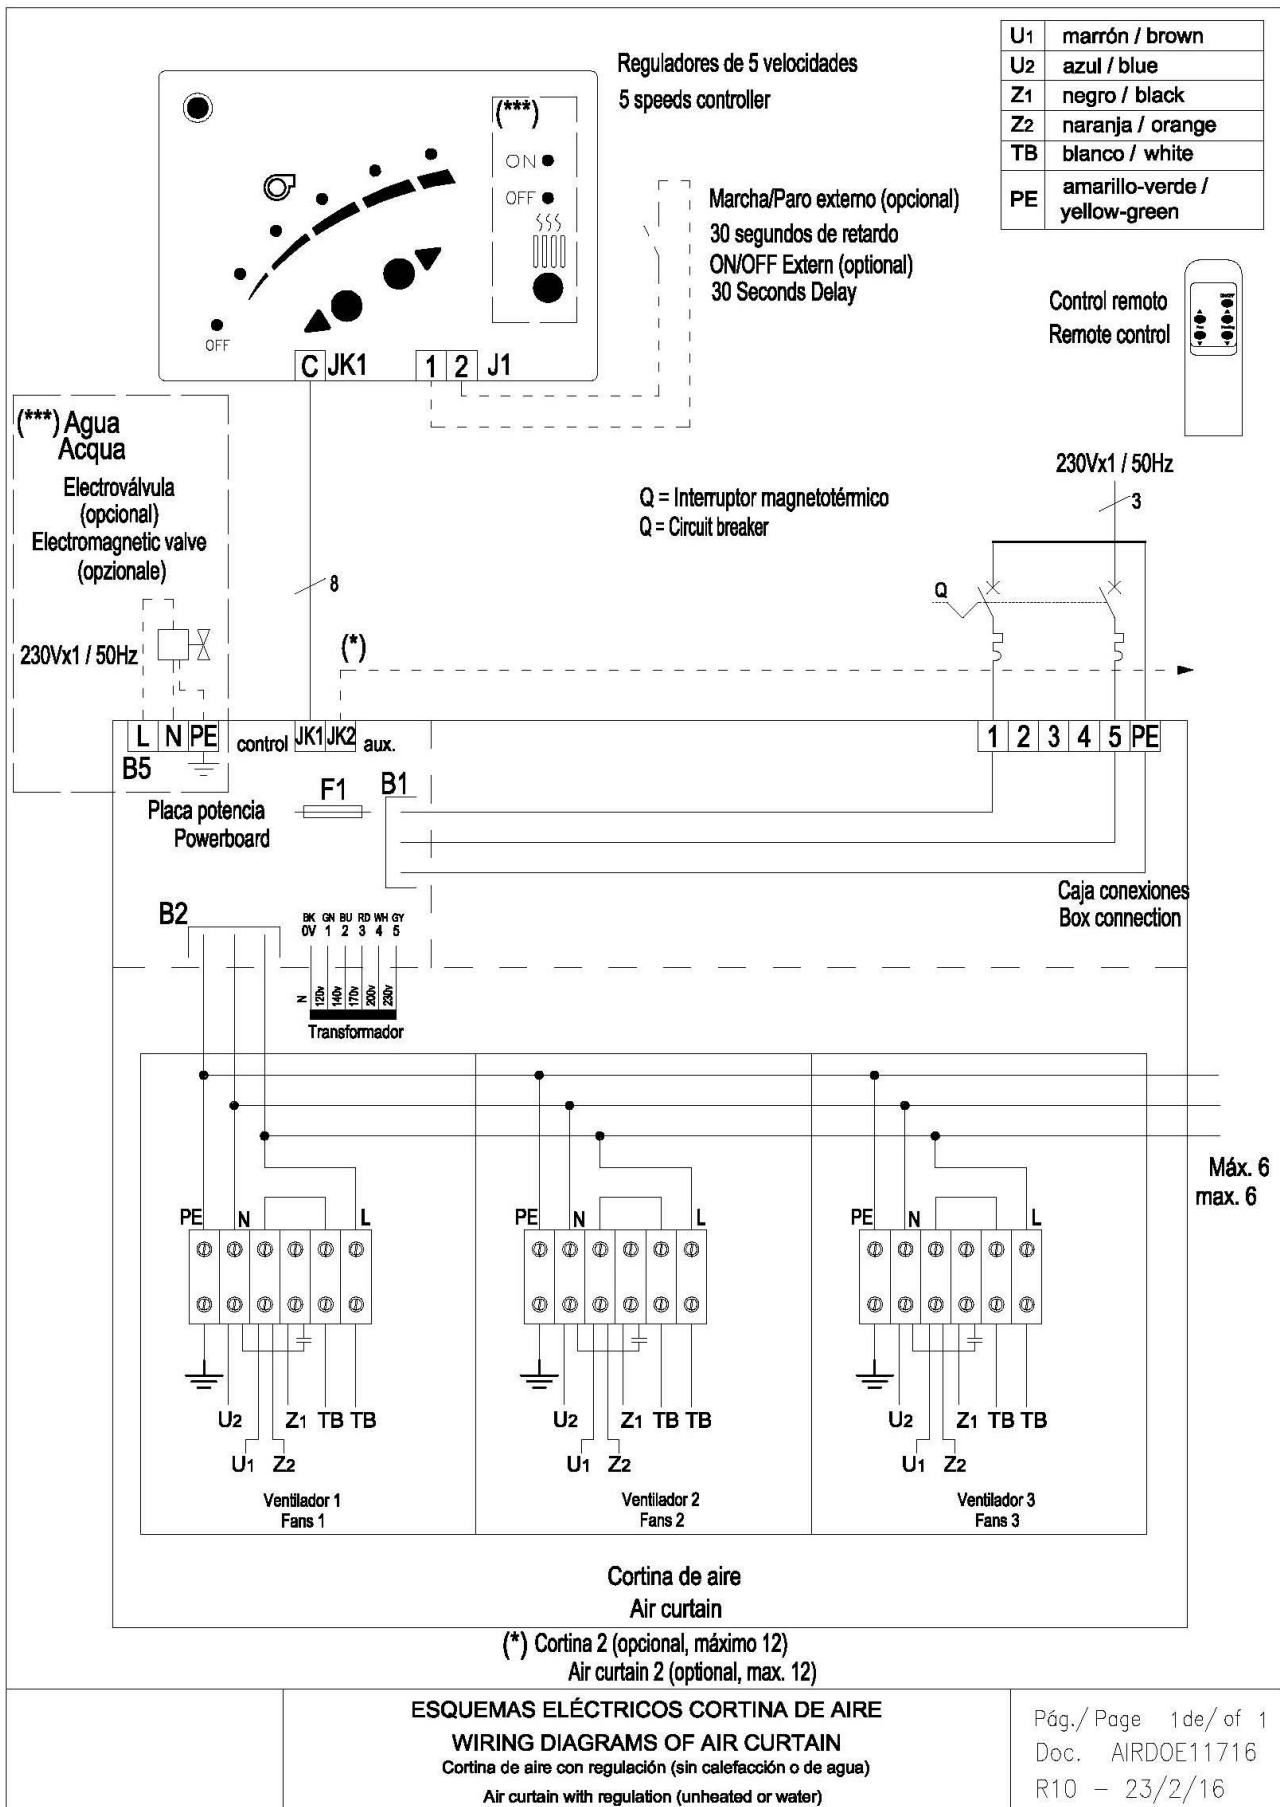 U1 marrón / brown
U2 azul / blue
Z1 negro / black
Z2 naranja / orange
TB blanco / white
PE amarillo-verde /
yellow-green
Reguladores de 5 velocidades
5 speeds controller
(***)
ON
OFF
OFF
C JK1
1 2 J1
Marcha/Paro externo (opcional)
30 segundos de retardo
ON/OFF Extern (optional)
30 Seconds Delay
Control remoto
Remote control
ON/OFF
(***) Agua
Acqua
Electroválvula
(opcional)
Electromagnetic valve
(opzionale)
230Vx1 / 50Hz
8
(*)
Q = Interruptor magnetotérmico
Q = Circuit breaker
230Vx1 / 50Hz
3
Q
L N PE
B5
control JK1 JK2 aux.
1 2 3 4 5 PE
F1
B1
Placa potencia
Powerboard
Caja conexiones
Box connection
B2
BK GN BU RD WH GY
0V 1 2 3 4 5
N 120v 140v 170v 200v 230v
Transformador
Máx. 6
max. 6
PE N L
PE N L
PE N L
U2 Z1 TB TB
U1 Z2
U2 Z1 TB TB
U1 Z2
U2 Z1 TB TB
U1 Z2
Ventilador 1
Fans 1
Ventilador 2
Fans 2
Ventilador 3
Fans 3
Cortina de aire
Air curtain
(*) Cortina 2 (opcional, máximo 12)
Air curtain 2 (optional, max. 12)
ESQUEMAS ELÉCTRICOS CORTINA DE AIRE
WIRING DIAGRAMS OF AIR CURTAIN
Cortina de aire con regulación (sin calefacción o de agua)
Air curtain with regulation (unheated or water)
Pág./Page 1de/of 1
Doc. AIRDOE11716
R10 – 23/2/16